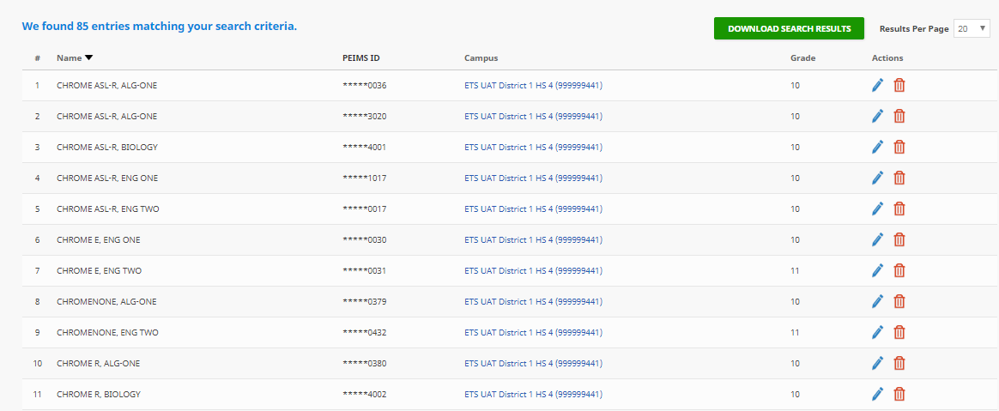 We found 85 entries matching your search criteria.
DOWNLOAD SEARCH RESULTS Results Per Page 20
# Name PEIMS ID Campus Grade Actions
1 CHROME ASL-R, ALG-ONE *****0036 ETS UAT District 1 HS 4 (999999441) 10
2 CHROME ASL-R, ALG-ONE *****3020 ETS UAT District 1 HS 4 (999999441) 10
3 CHROME ASL-R, BIOLOGY *****4001 ETS UAT District 1 HS 4 (999999441) 10
4 CHROME ASL-R, ENG ONE *****1017 ETS UAT District 1 HS 4 (999999441) 10
5 CHROME ASL-R, ENG TWO *****0017 ETS UAT District 1 HS 4 (999999441) 10
6 CHROME E, ENG ONE *****0030 ETS UAT District 1 HS 4 (999999441) 10
7 CHROME E, ENG TWO *****0031 ETS UAT District 1 HS 4 (999999441) 11
8 CHROMENONE, ALG-ONE *****0379 ETS UAT District 1 HS 4 (999999441) 10
9 CHROMENONE, ENG TWO *****0432 ETS UAT District 1 HS 4 (999999441) 11
10 CHROME R, ALG-ONE *****0380 ETS UAT District 1 HS 4 (999999441) 10
11 CHROME R, BIOLOGY *****4002 ETS UAT District 1 HS 4 (999999441) 10